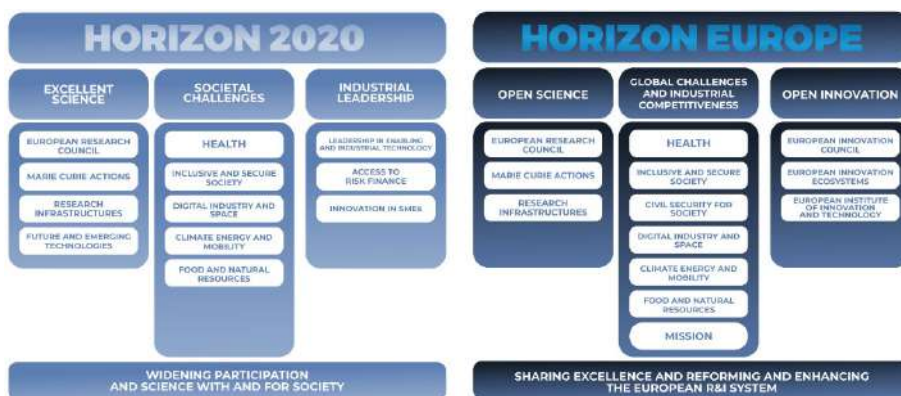 HORIZON 2020
EXCELLENT
SCIENCE
EUROPEAN RESEARCH
COUNCIL
MARIE CURIE ACTIONS
RESEARCH
INFRASTRUCTURES
FUTURE AND EMERGING
TECHNOLOGIES
SOCIETAL
CHALLENGES
HEALTH
INCLUSIVE AND SECURE
SOCIETY
DIGITAL INDUSTRY AND
SPACE
CLIMATE ENERGY AND
MOBILITY
FOOD AND NATURAL
RESOURCES
INDUSTRIAL
LEADERSHIP
LEADERSHIP IN ENABLING
AND INDUSTRIAL TECHNOLOGY
ACCESS TO
RISK FINANCE
INNOVATION IN SMES
WIDENING PARTICIPATION
AND SCIENCE WITH AND FOR SOCIETY
HORIZON EUROPE
OPEN SCIENCE
EUROPEAN RESEARCH
COUNCIL
MARIE CURIE ACTIONS
RESEARCH
INFRASTRUCTURES
GLOBAL CHALLENGES
AND INDUSTRIAL
COMPETITIVENESS
HEALTH
INCLUSIVE AND SECURE
SOCIETY
CIVIL SECURITY FOR
SOCIETY
DIGITAL INDUSTRY AND
SPACE
CLIMATE ENERGY AND
MOBILITY
FOOD AND NATURAL
RESOURCES
MISSION
OPEN INNOVATION
EUROPEAN INNOVATION
COUNCIL
EUROPEAN INNOVATION
ECOSYSTEMS
EUROPEAN INSTITUTE
OF INNOVATION
AND TECHNOLOGY
SHARING EXCELLENCE AND REFORMING AND ENHANCING
THE EUROPEAN R&I SYSTEM